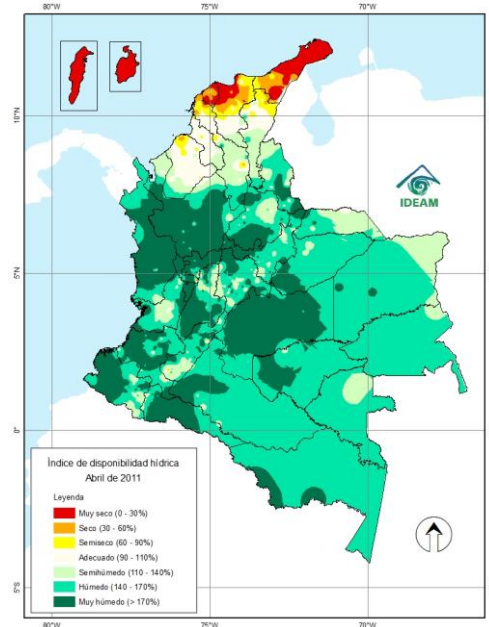 80°W 75°W 70°W
10°N
IDEAM
5°N
0°
Índice de disponibilidad hídrica
Abril de 2011
Leyenda
Muy seco (0 - 30%)
Seco (30 - 60%)
Semiseco (60 - 90%)
Adecuado (90 - 110%)
Semihúmedo (110 - 140%)
Húmedo (140 - 170%)
Muy húmedo (> 170%)
5°S
80°W 75°W 70°W